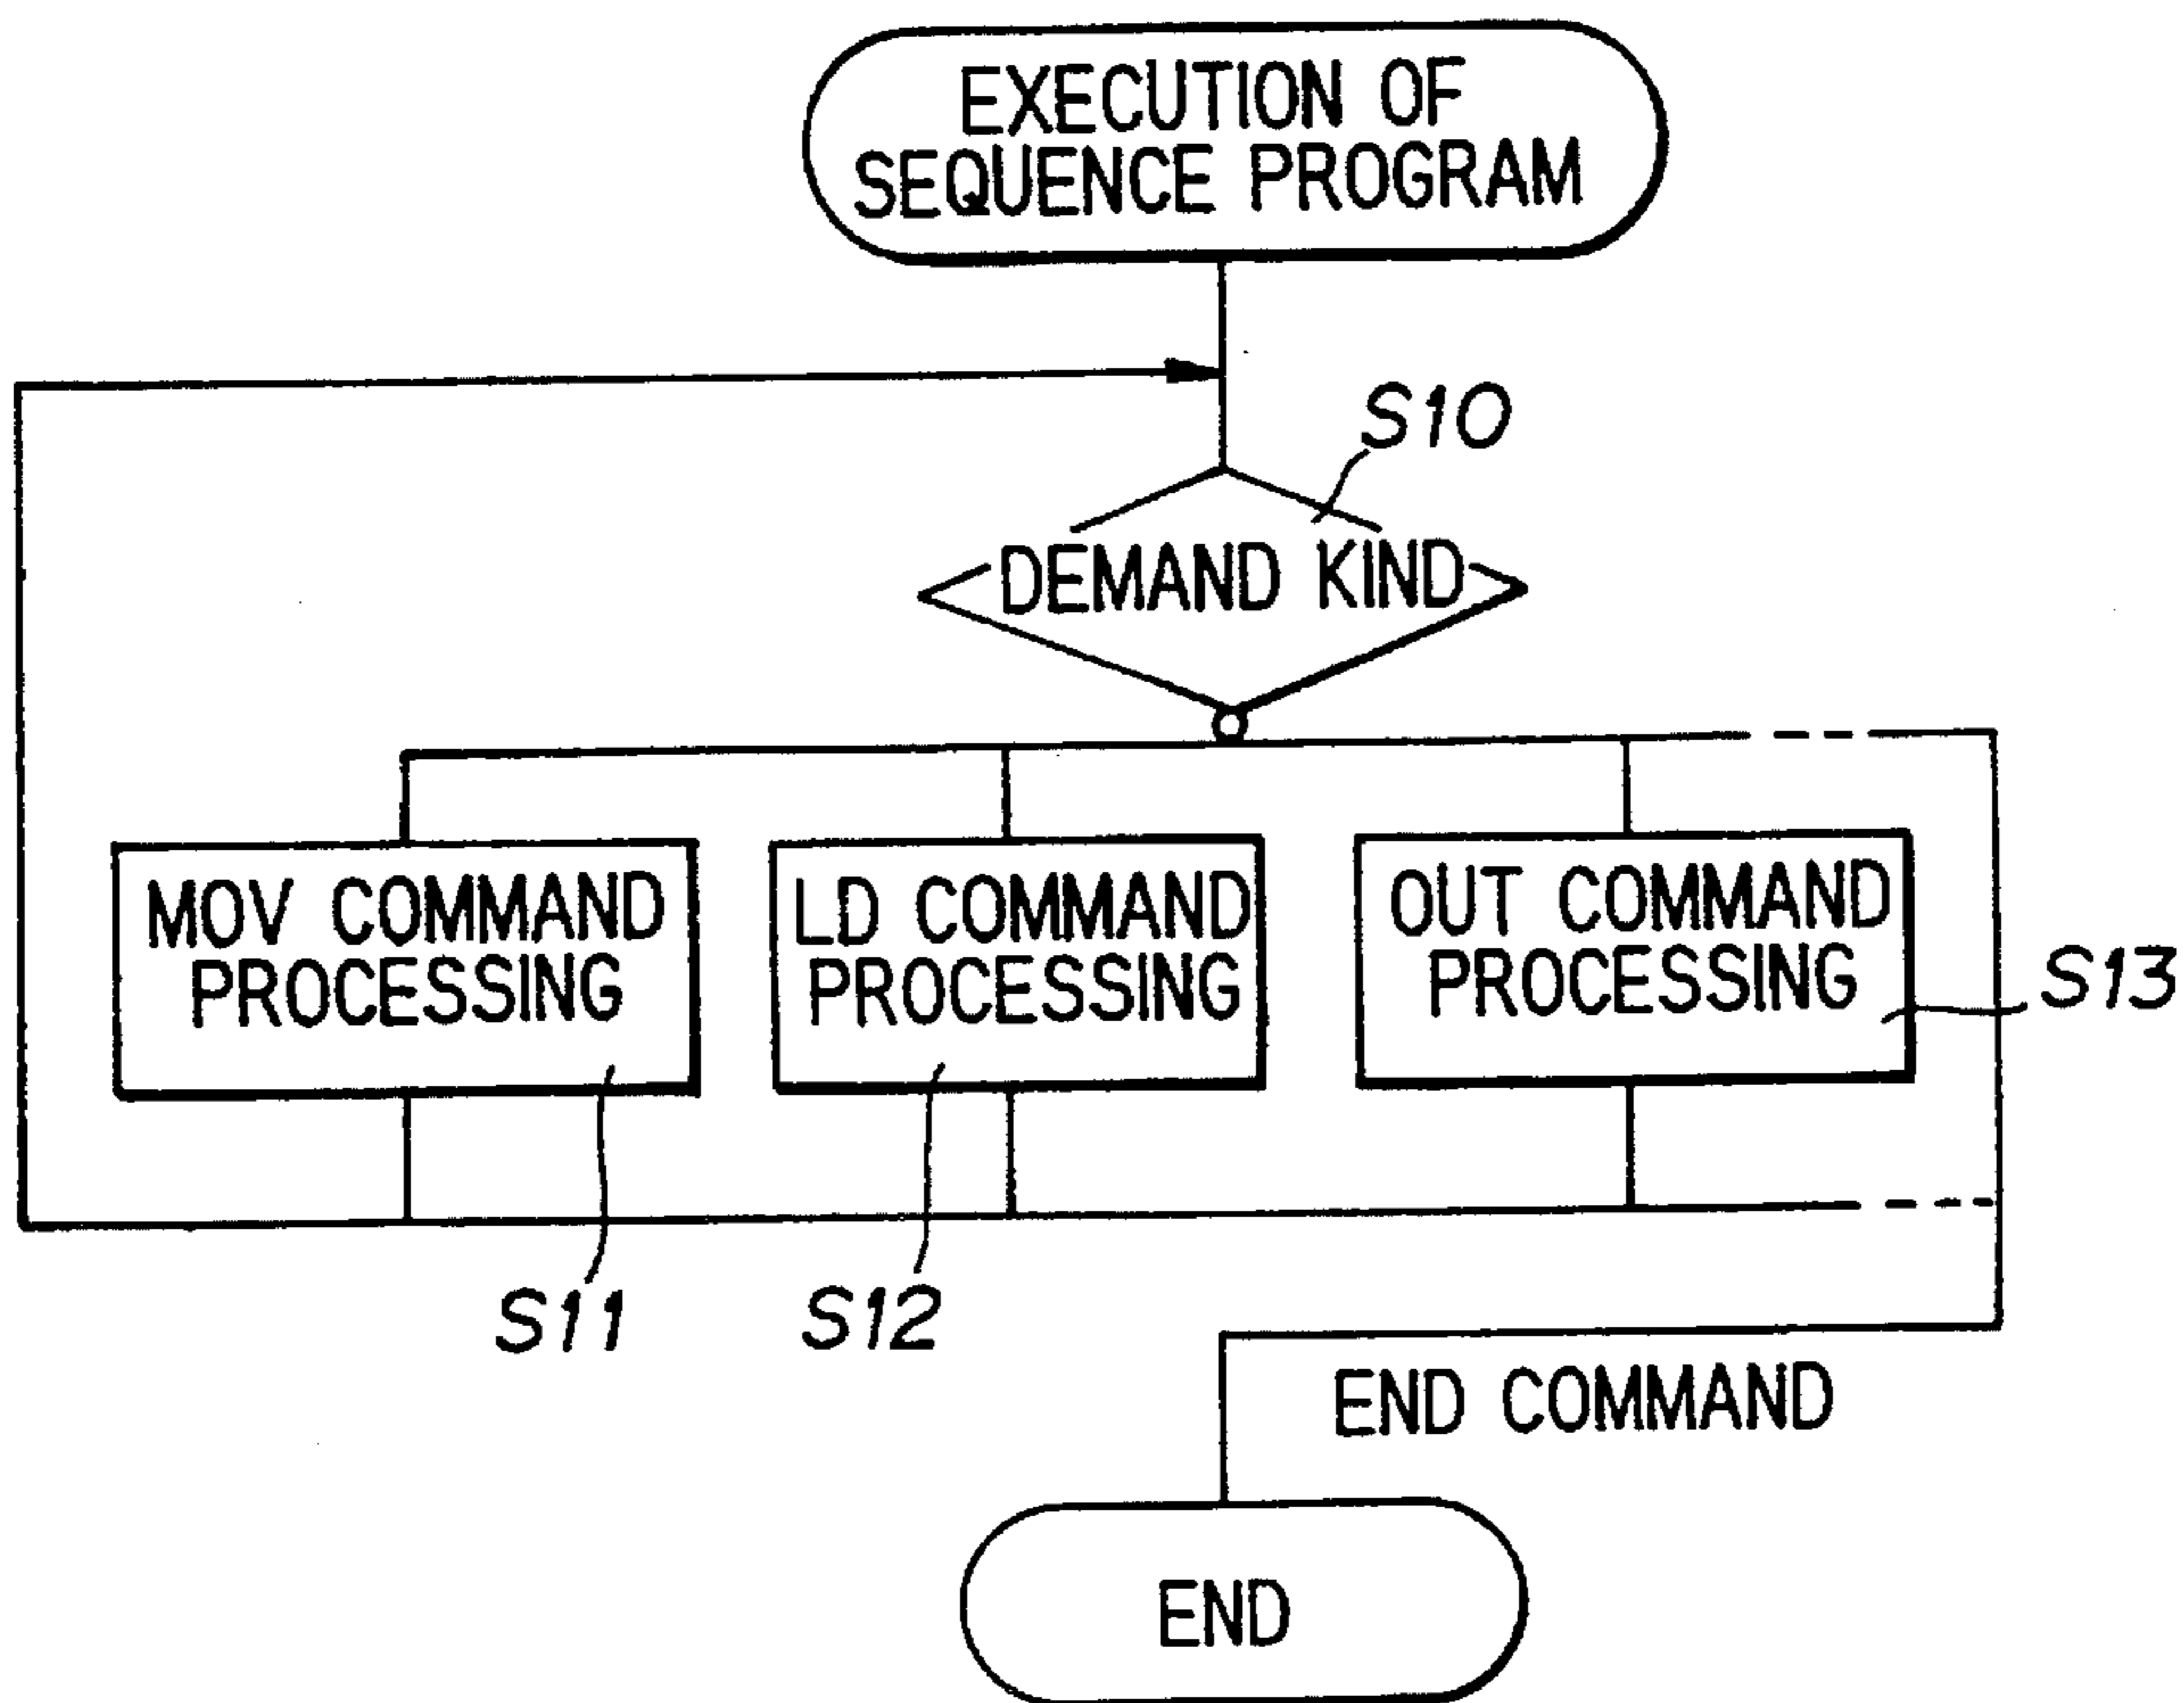 EXECUTION OF
SEQUENCE PROGRAM
S10
DEMAND KIND
MOV COMMAND
PROCESSING
LD COMMAND
PROCESSING
OUT COMMAND
PROCESSING
S13
S11
S12
END COMMAND
END